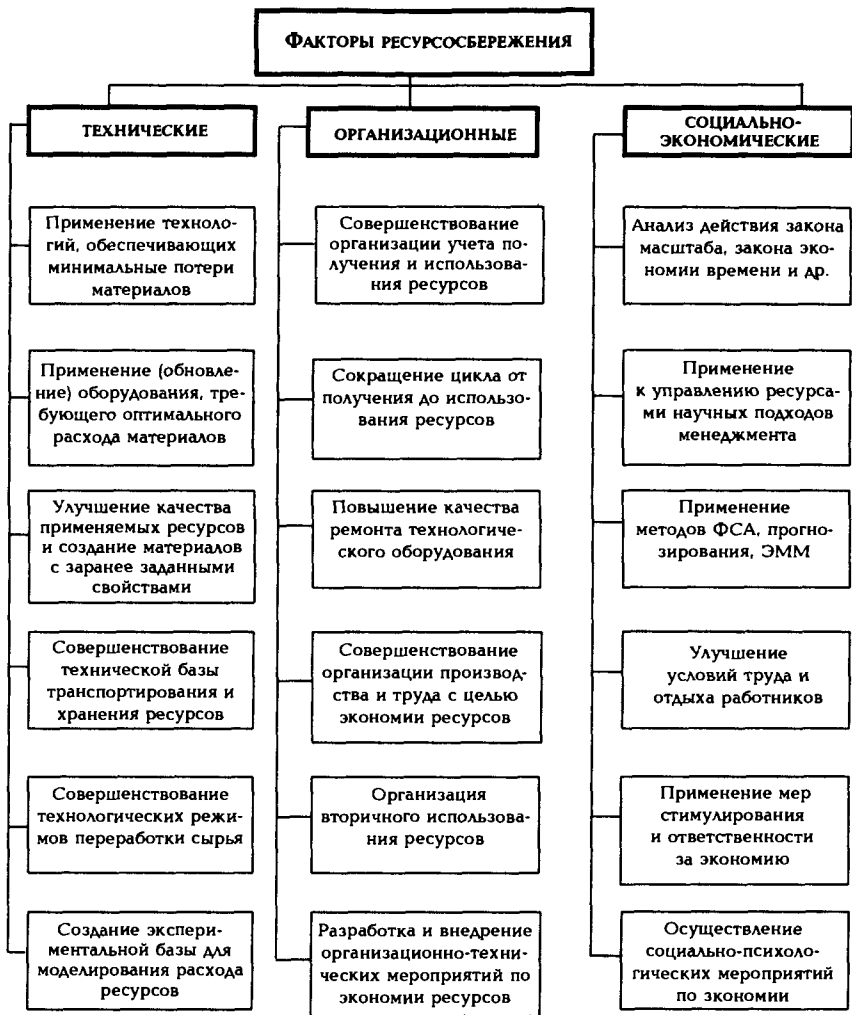 ФАКТОРЫ РЕСУРСОСБЕРЕЖЕНИЯ
ТЕХНИЧЕСКИЕ
Применение техноло-
гий, обеспечивающих
минимальные потери
материалов
Применение (обновле-
ние) оборудования, тре-
бующего оптимального
расхода материалов
Улучшение качества
применяемых ресурсов
и создание материалов
с заранее заданными
свойствами
Совершенствование
технической базы
транспортирования и
хранения ресурсов
Совершенствование
технологических режи-
мов переработки сырья
Создание экспери-
ментальной базы для
моделирования расхода
ресурсов
ОРГАНИЗАЦИОННЫЕ
Совершенствование
организации учета по-
лучения и использова-
ния ресурсов
Сокращение цикла от
получения до использо-
вания ресурсов
Повышение качества
ремонта технологиче-
ского оборудования
Совершенствование
организации производ-
ства и труда с целью
экономии ресурсов
Организация
вторичного использова-
ния ресурсов
Разработка и внедрение
организационно-техни-
ческих мероприятий по
экономии ресурсов
СОЦИАЛЬНО-
ЭКОНОМИЧЕСКИЕ
Анализ действия закона
масштаба, закона эко-
номии времени и др.
Применение
к управлению ресурса-
ми научных подходов
менеджмента
Применение
методов ФСА, прогно-
зирования, ЭММ
Улучшение
условий труда и
отдыха работников
Применение мер
стимулирования
и ответственности
за экономию
Осуществление
социально-психоло-
гических мероприятий
по экономии